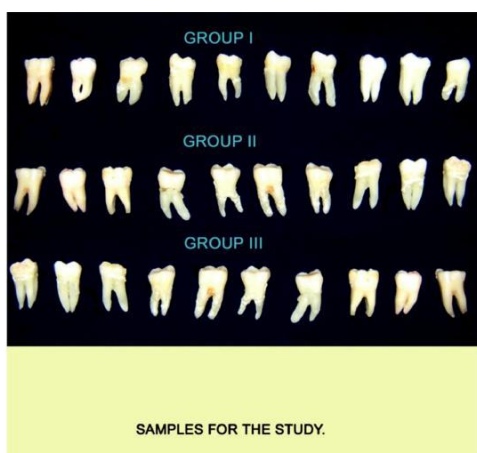 GROUP I
GROUP II
GROUP III
SAMPLES FOR THE STUDY.